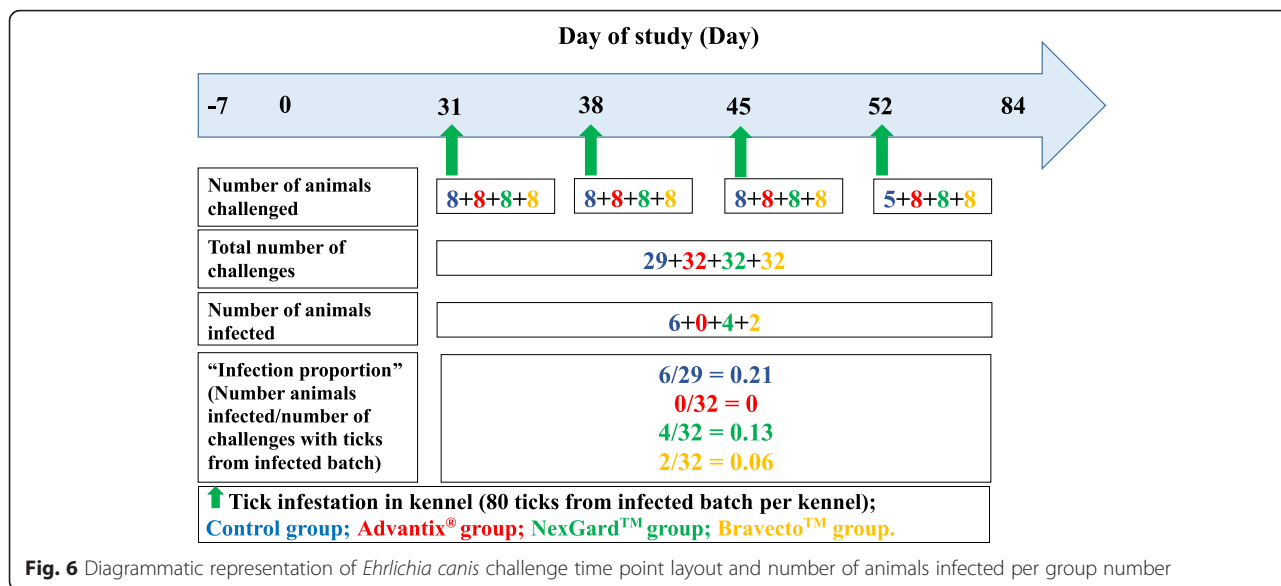 Day of study (Day)
-7 0 31 38 45 52 84
Number of animals
challenged
8+8+8+8 8+8+8+8 8+8+8+8 5+8+8+8
Total number of
challenges
29+32+32+32
Number of animals
infected
6+0+4+2
“Infection proportion”
(Number animals
infected/number of
challenges with ticks
from infected batch)
6/29 = 0.21
0/32 = 0
4/32 = 0.13
2/32 = 0.06
Tick infestation in kennel (80 ticks from infected batch per kennel);
Control group; Advantix® group; NexGard™ group; Bravecto™ group.
Fig. 6 Diagrammatic representation of Ehrlichia canis challenge time point layout and number of animals infected per group number